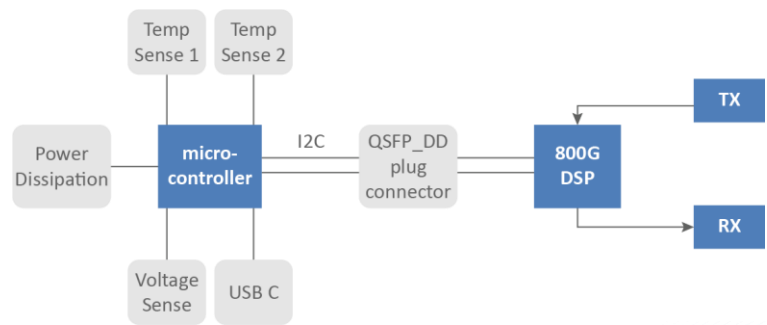 Temp
Sense 1
Temp
Sense 2
Power
Dissipation
micro-
controller
I2C
QSFP_DD
plug
connector
800G
DSP
TX
RX
Voltage
Sense
USB C